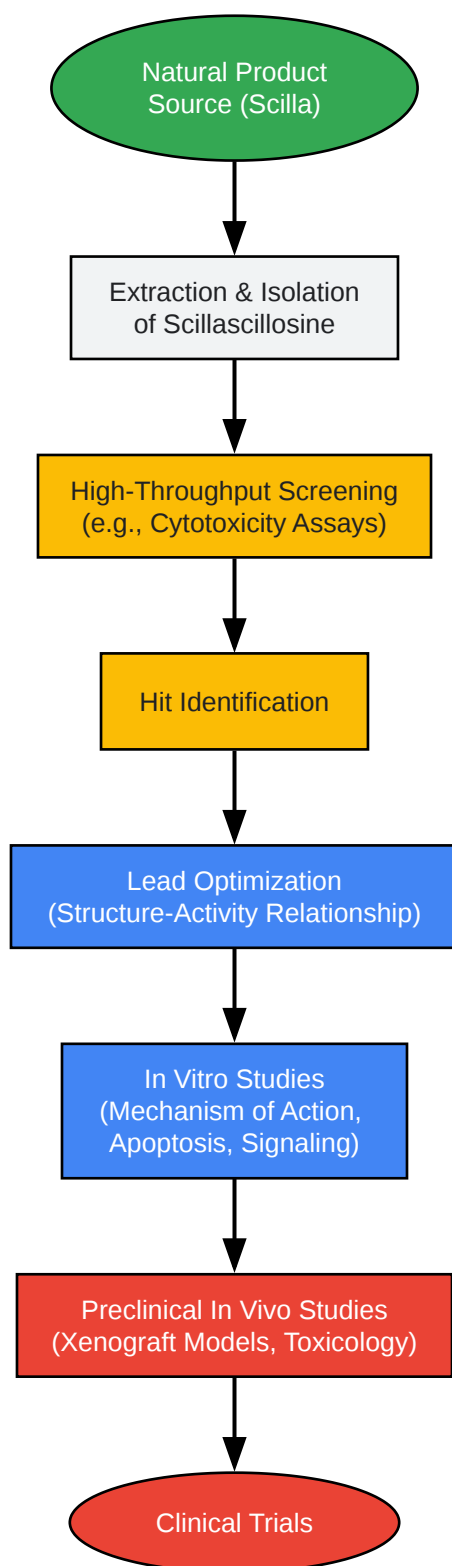 Natural Product
Source (Scilla)
Extraction & Isolation
of Scillascillosine
High-Throughput Screening
(e.g., Cytotoxicity Assays)
Hit Identification
Lead Optimization
(Structure-Activity Relationship)
In Vitro Studies
(Mechanism of Action,
Apoptosis, Signaling)
Preclinical In Vivo Studies
(Xenograft Models, Toxicology)
Clinical Trials